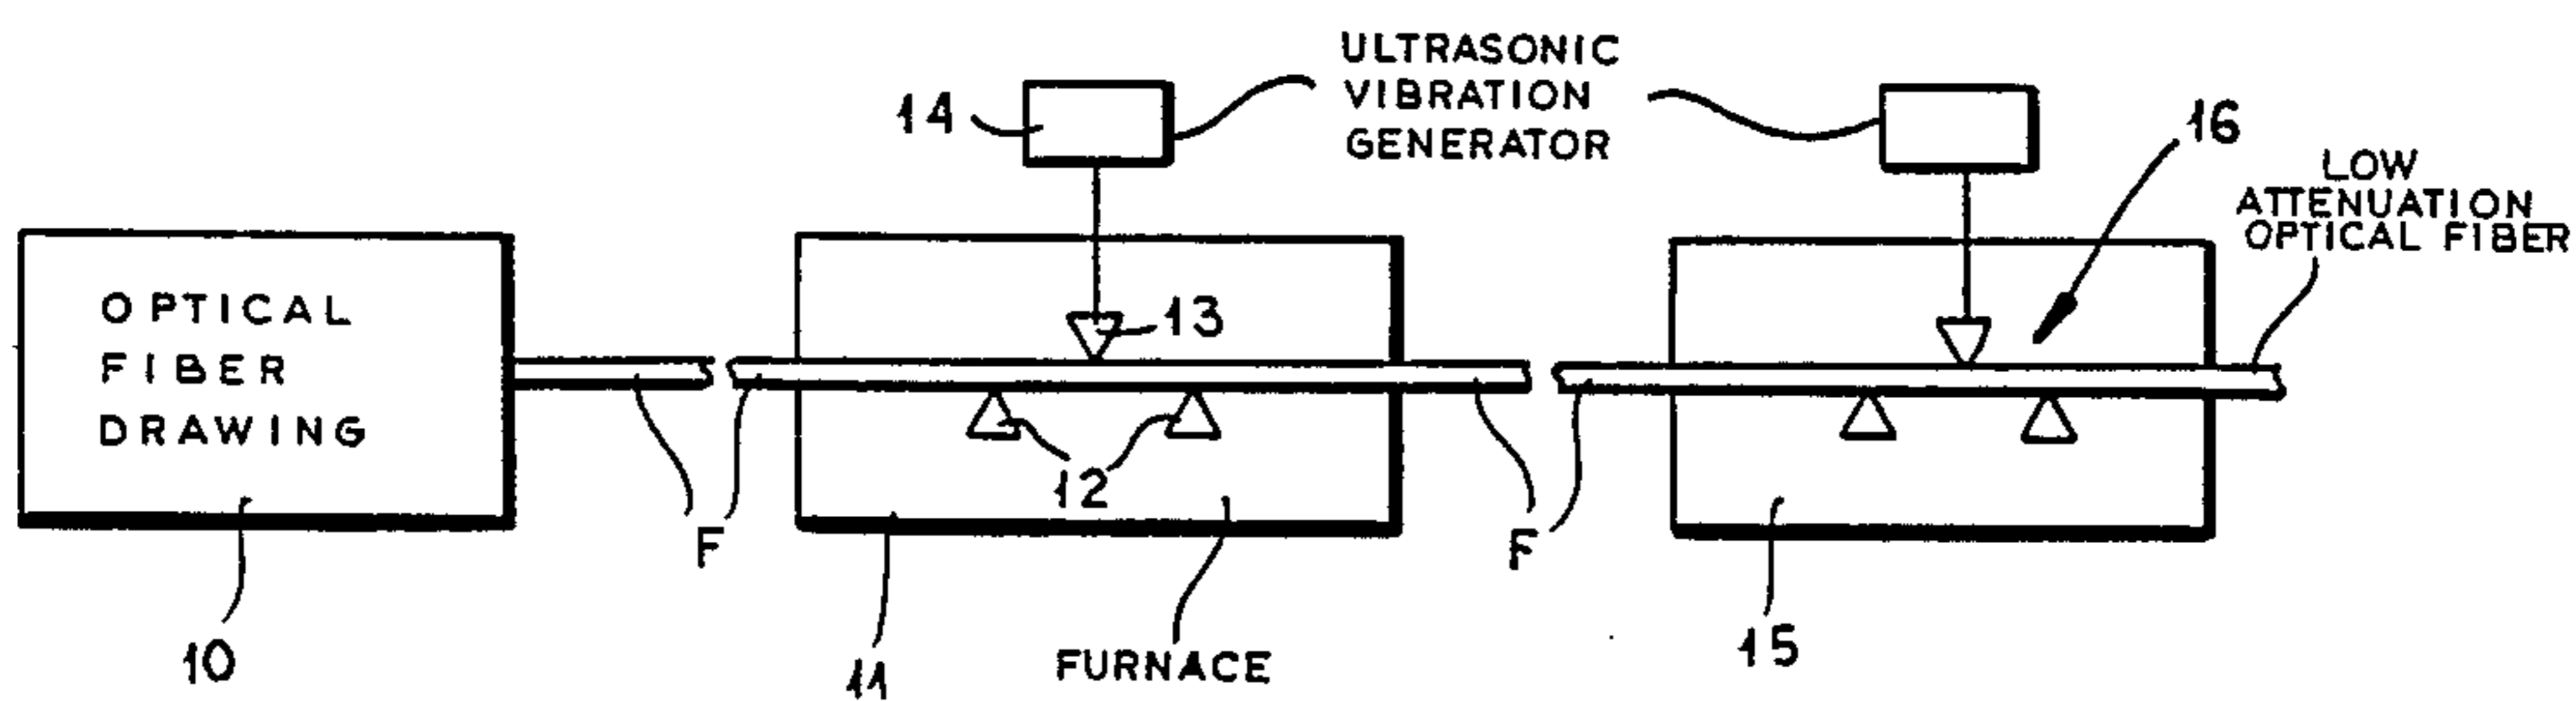 ULTRASONIC
VIBRATION
GENERATOR
14
16
LOW
ATTENUATION
OPTICAL FIBER
OPTICAL
FIBER
DRAWING
13
12
F
F
10
11
FURNACE
15